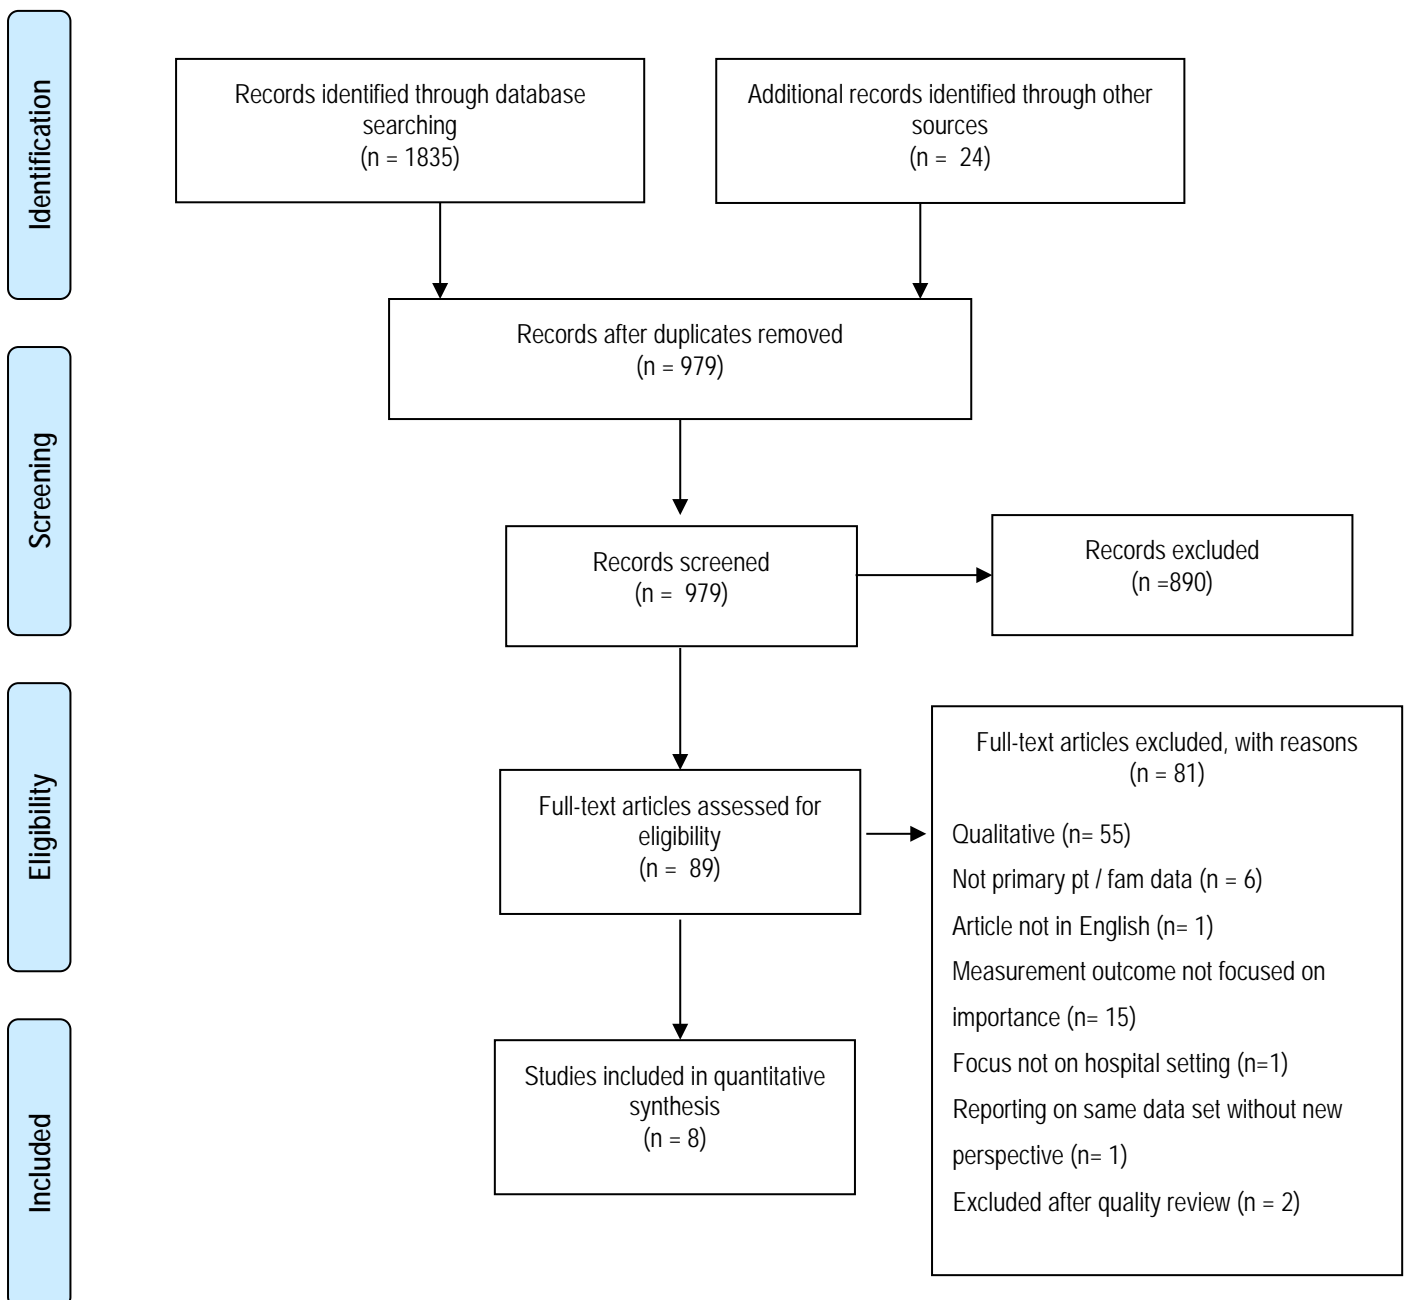 Identification
Records identified through database
searching
(n = 1835)
Additional records identified through other
sources
(n =  24)
Records after duplicates removed
(n = 979)
Screening
Records screened
(n =  979)
Records excluded
(n =890)
Eligibility
Full-text articles assessed for
eligibility
(n =  89)
Full-text articles excluded, with reasons
(n = 81)
Qualitative (n= 55)
Not primary pt / fam data (n = 6)
Article not in English (n= 1)
Measurement outcome not focused on
importance (n= 15)
Focus not on hospital setting (n=1)
Reporting on same data set without new
perspective (n= 1)
Excluded after quality review (n = 2)
Included
Studies included in quantitative
synthesis
(n = 8)